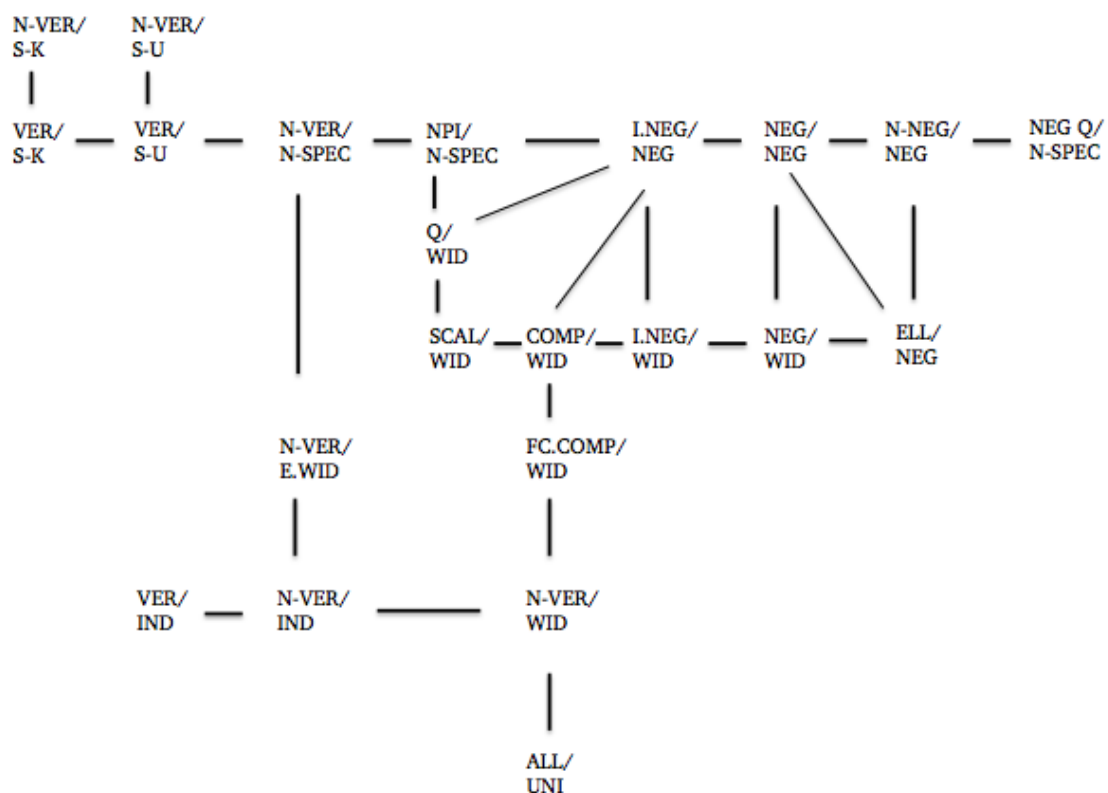 N-VER/
S-K
N-VER/
S-U
VER/
S-K
VER/
S-U
N-VER/
N-SPEC
NPI/
N-SPEC
I.NEG/
NEG
NEG/
NEG
N-NEG/
NEG
NEG Q/
N-SPEC
Q/
WID
SCAL/
WID
COMP/
WID
I.NEG/
WID
NEG/
WID
ELL/
NEG
N-VER/
E.WID
FC.COMP/
WID
VER/
IND
N-VER/
IND
N-VER/
WID
ALL/
UNI